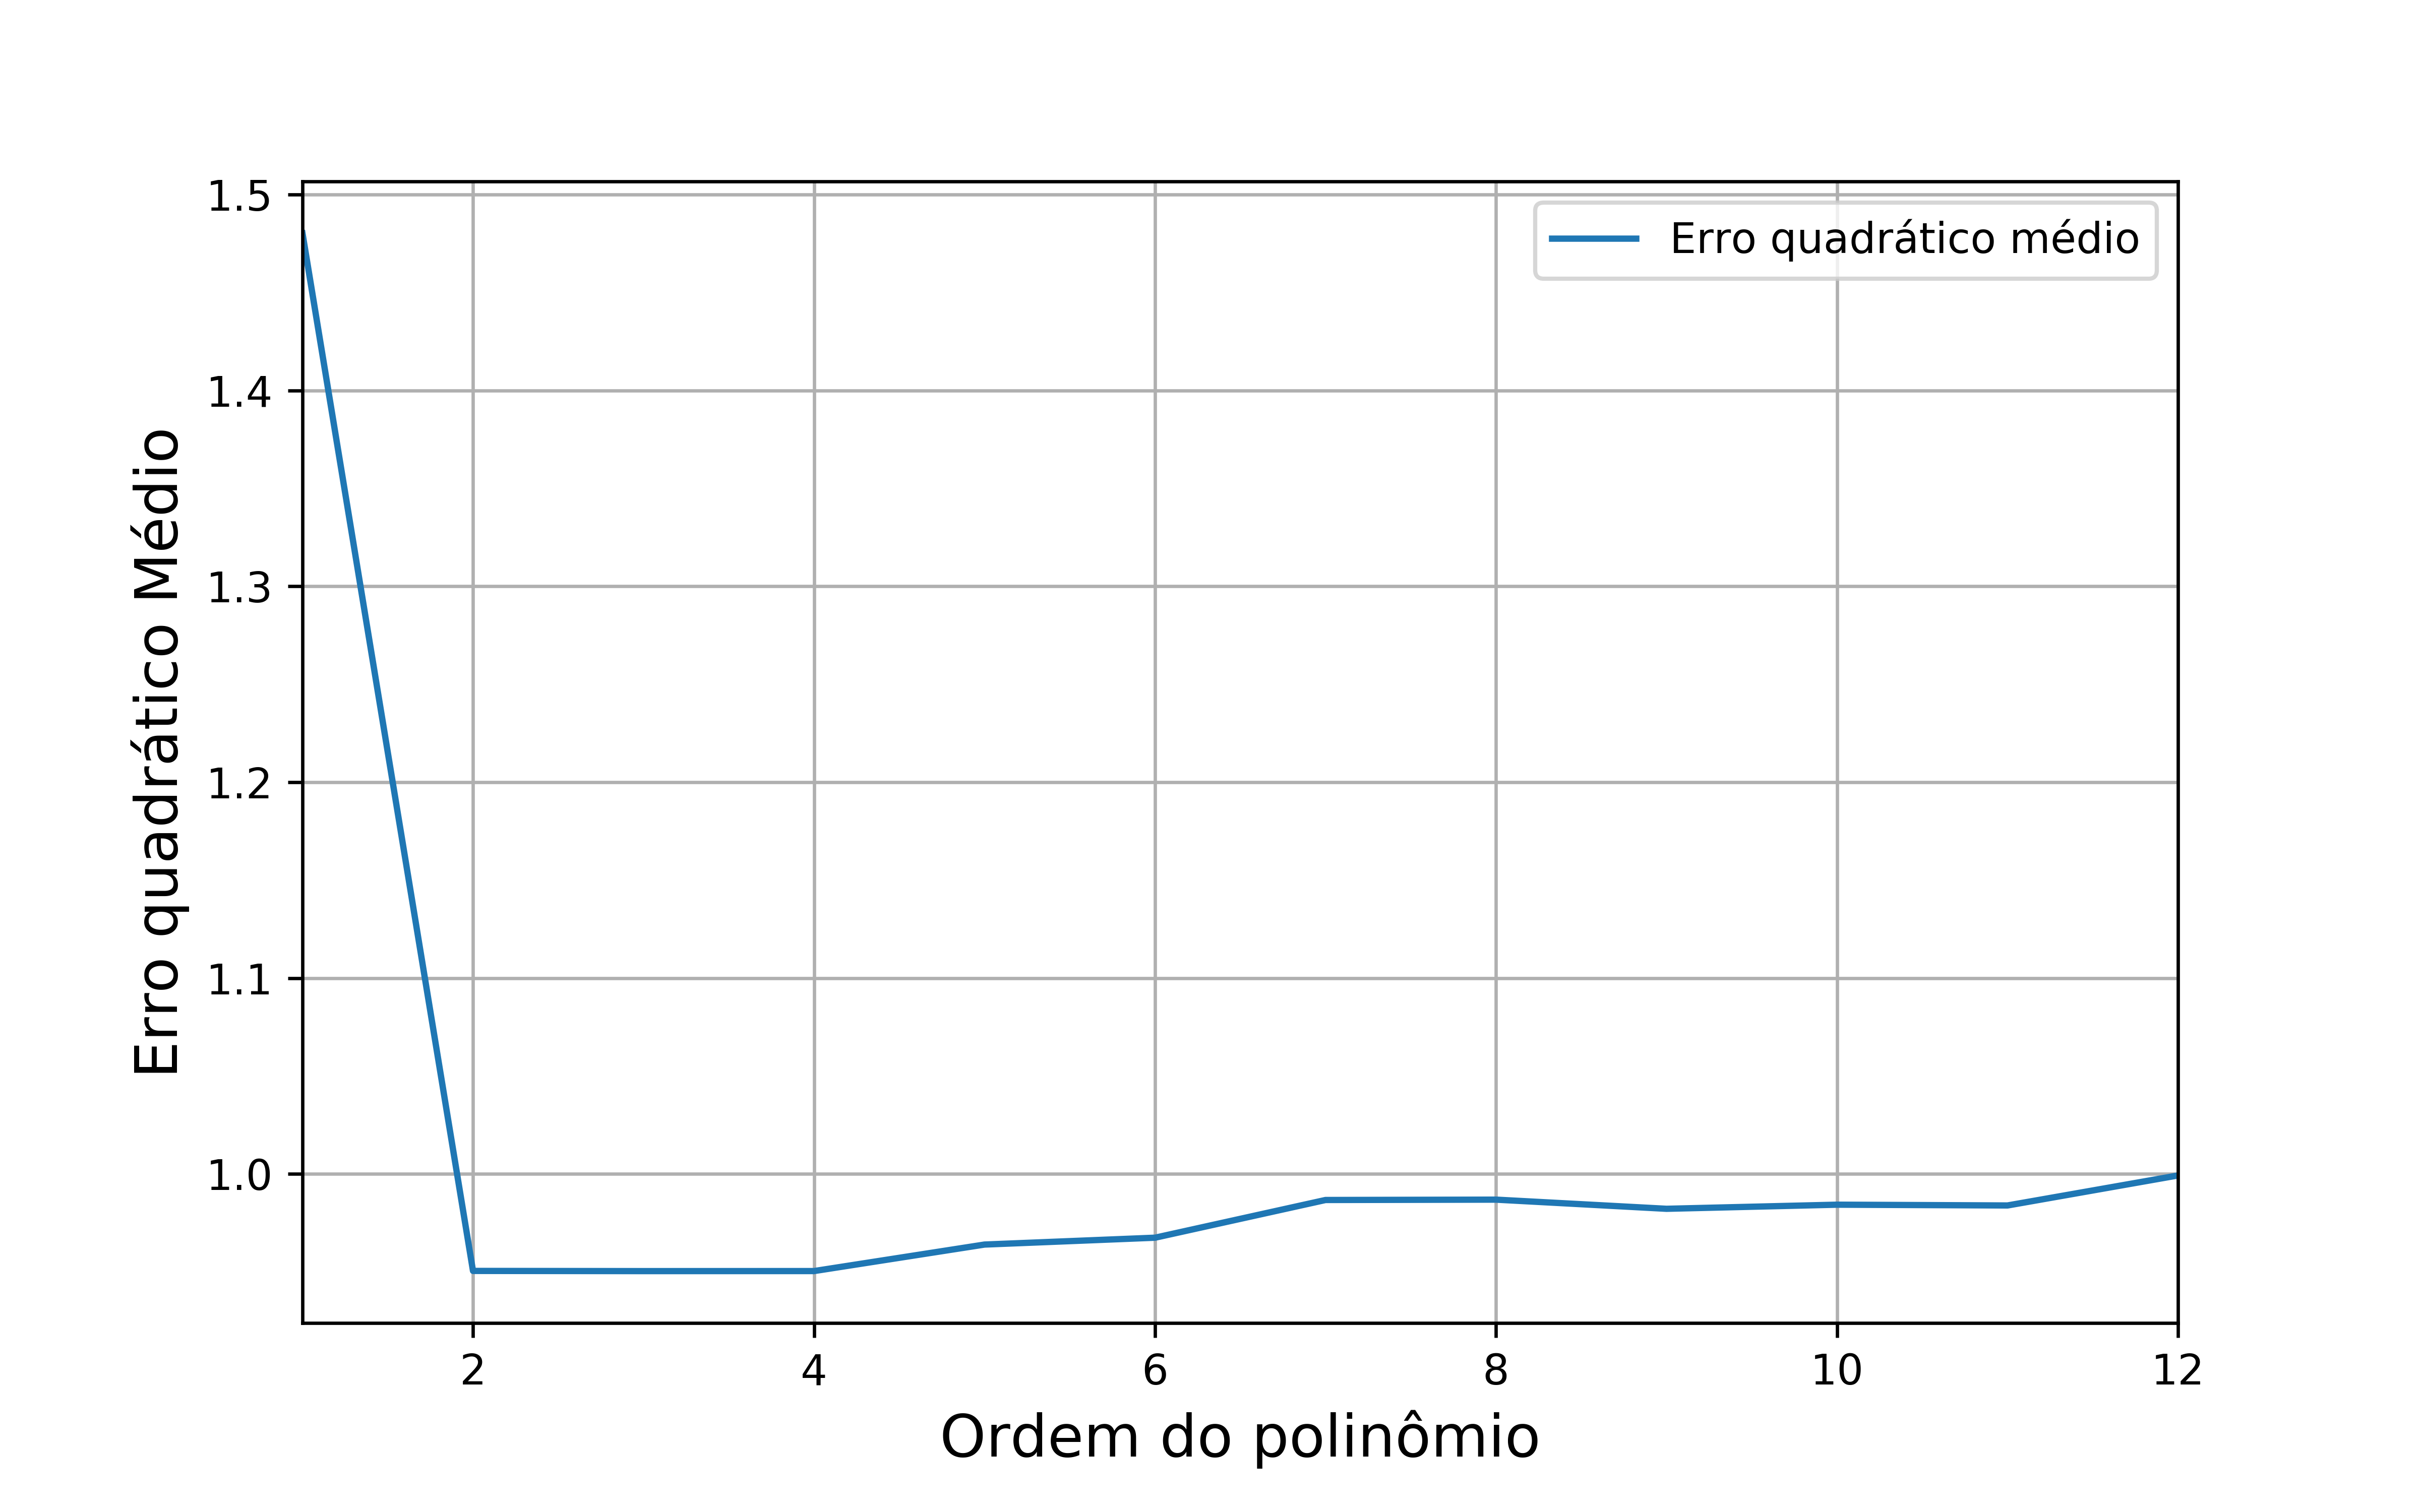 1.5
1.4
1.3
1.2
1.1
1.0
Erro quadrático Médio
Erro quadrático médio
2 4 6 8 10 12
Ordem do polinômio